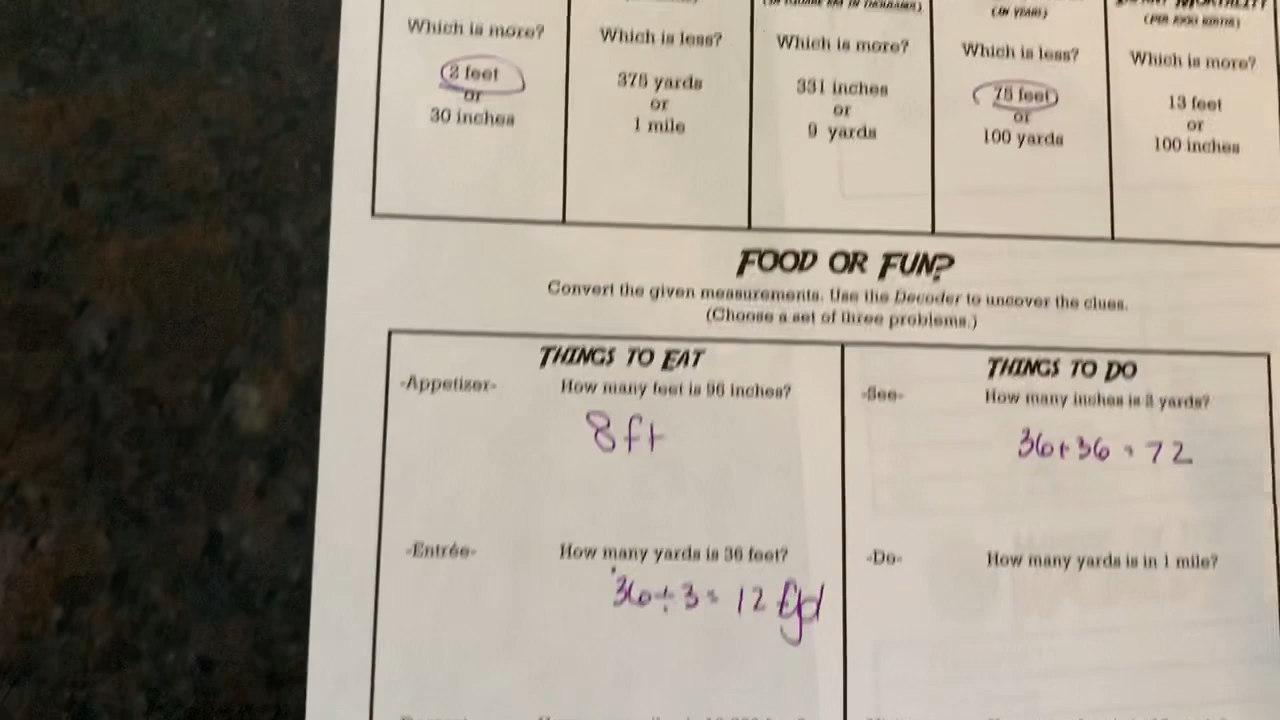 (IN YEARS)
(PER 1000 BIRTHS)
Which is more?
2 feet
or
30 inches
Which is less?
375 yards
or
1 mile
Which is more?
331 inches
or
9 yards
Which is less?
75 feet
or
100 yards
Which is more?
13 feet
or
100 inches
FOOD OR FUN?
Convert the given measurements. Use the Decoder to uncover the clues.
(Choose a set of three problems.)
THINGS TO EAT
-Appetizer- How many feet is 96 inches?
8ft
-Entrée- How many yards is 36 feet?
36÷3= 12 yd
THINGS TO DO
-See- How many inches is 2 yards?
36+36 = 72
-Do- How many yards is in 1 mile?